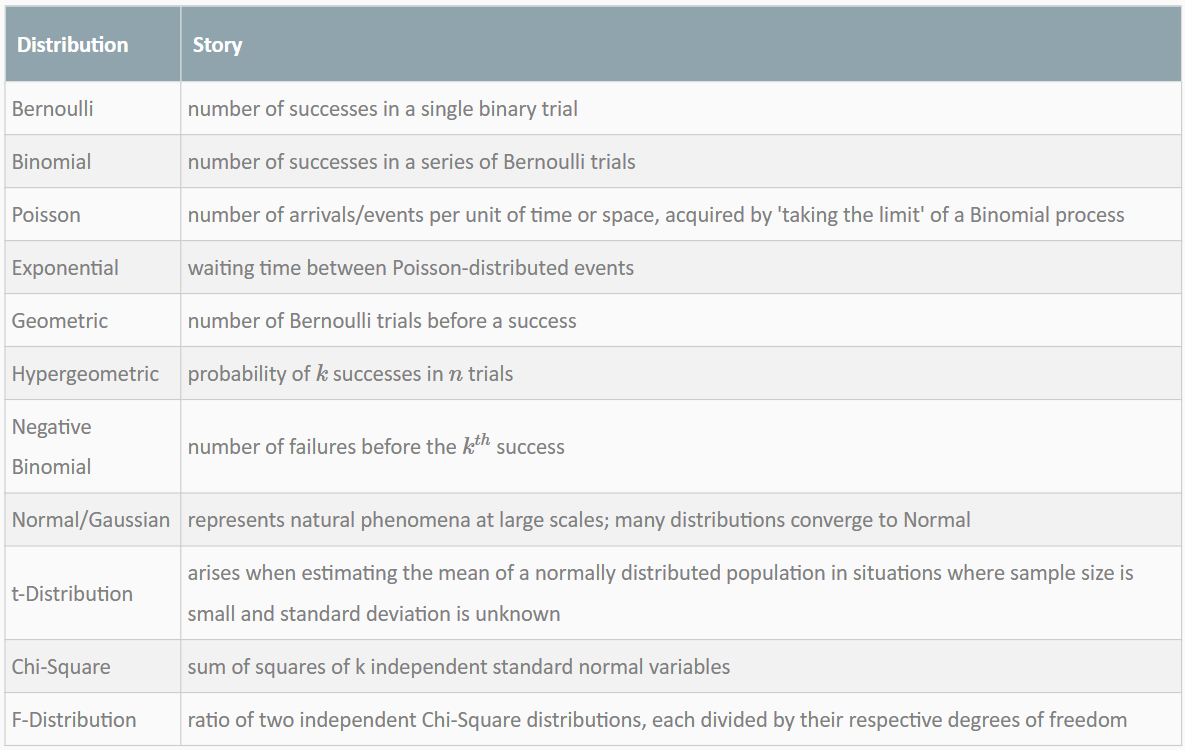 Distribution Story
Bernoulli number of successes in a single binary trial
Binomial number of successes in a series of Bernoulli trials
Poisson number of arrivals/events per unit of time or space, acquired by 'taking the limit' of a Binomial process
Exponential waiting time between Poisson-distributed events
Geometric number of Bernoulli trials before a success
Hypergeometric probability of k successes in n trials
Negative
Binomial
number of failures before the k^th success
Normal/Gaussian represents natural phenomena at large scales; many distributions converge to Normal
t-Distribution
arises when estimating the mean of a normally distributed population in situations where sample size is
small and standard deviation is unknown
Chi-Square sum of squares of k independent standard normal variables
F-Distribution ratio of two independent Chi-Square distributions, each divided by their respective degrees of freedom